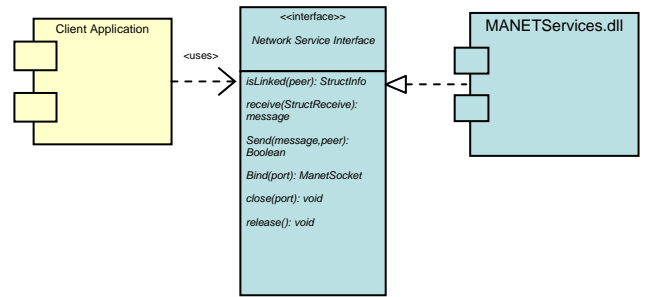 Client Application
<uses>
<<interface>>
Network Service Interface
isLinked(peer): StructInfo
receive(StructReceive):
message
Send(message,peer):
Boolean
Bind(port): ManetSocket
close(port): void
release(): void
MANETServices.dll